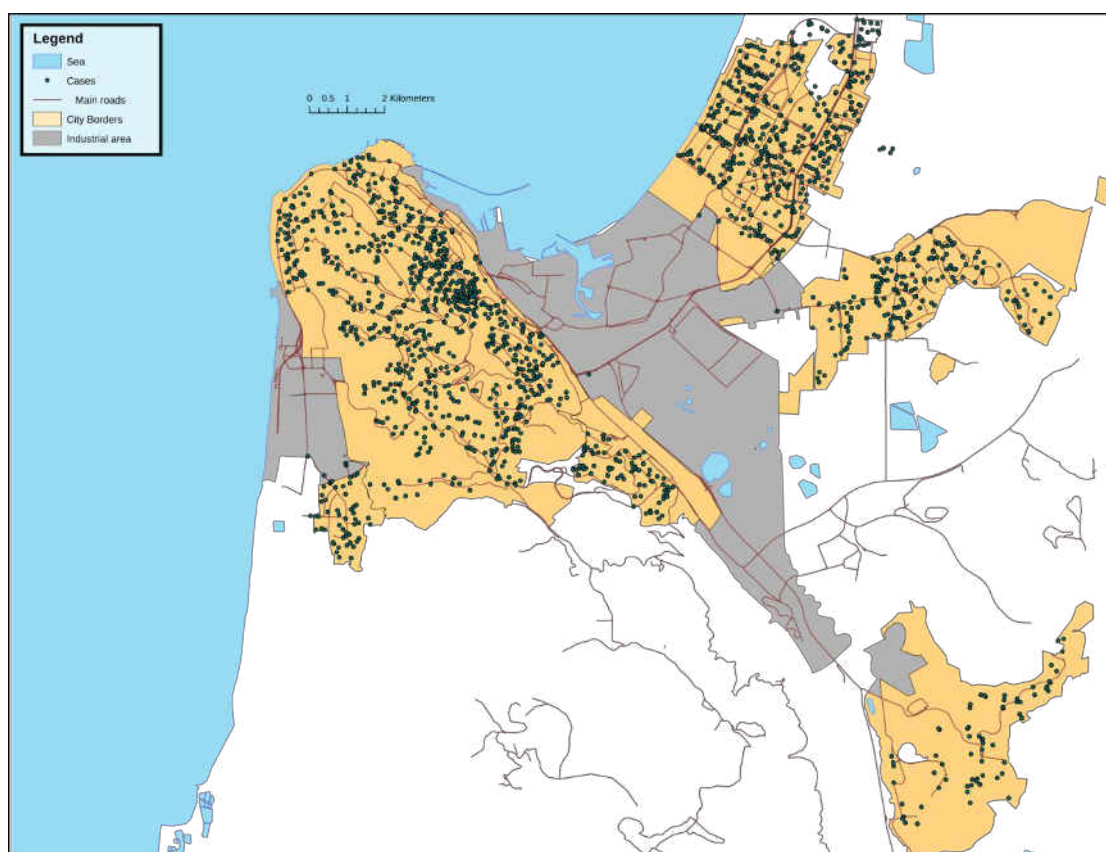 Legend
Sea
Cases
Main roads
City Borders
Industrial area
0 0.5 1 2 Kilometers